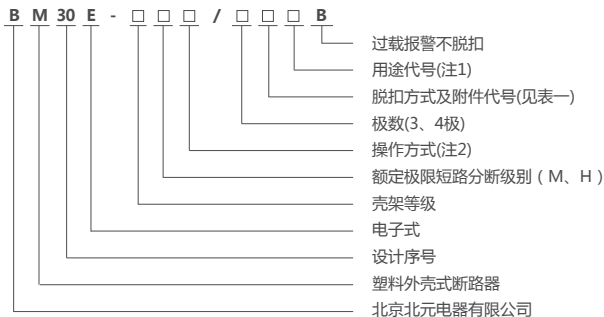 B M 30 E - □ □ □ / □ □ □ B
过载报警不脱扣
用途代号(注1)
脱扣方式及附件代号(见表一)
极数(3、4极)
操作方式(注2)
额定极限短路分断级别（M、H）
壳架等级
电子式
设计序号
塑料外壳式断路器
北京北元电器有限公司